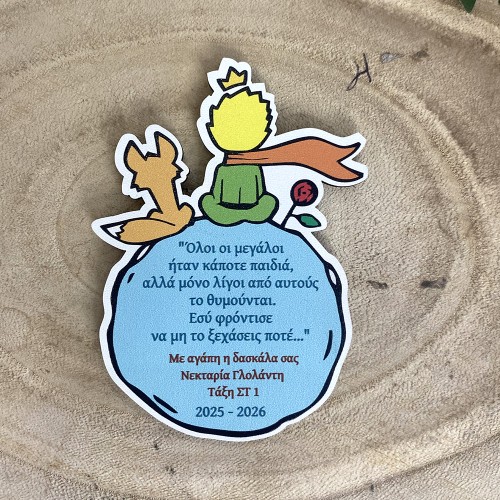 "Όλοι οι μεγάλοι
ήταν κάποτε παιδιά,
αλλά μόνο λίγοι από αυτούς
το θυμούνται.
Εσύ φρόντισε
να μη το ξεχάσεις ποτέ..."
Με αγάπη η δασκάλα σας
Νεκταρία Γλολάντη
Τάξη ΣΤ 1
2025 - 2026